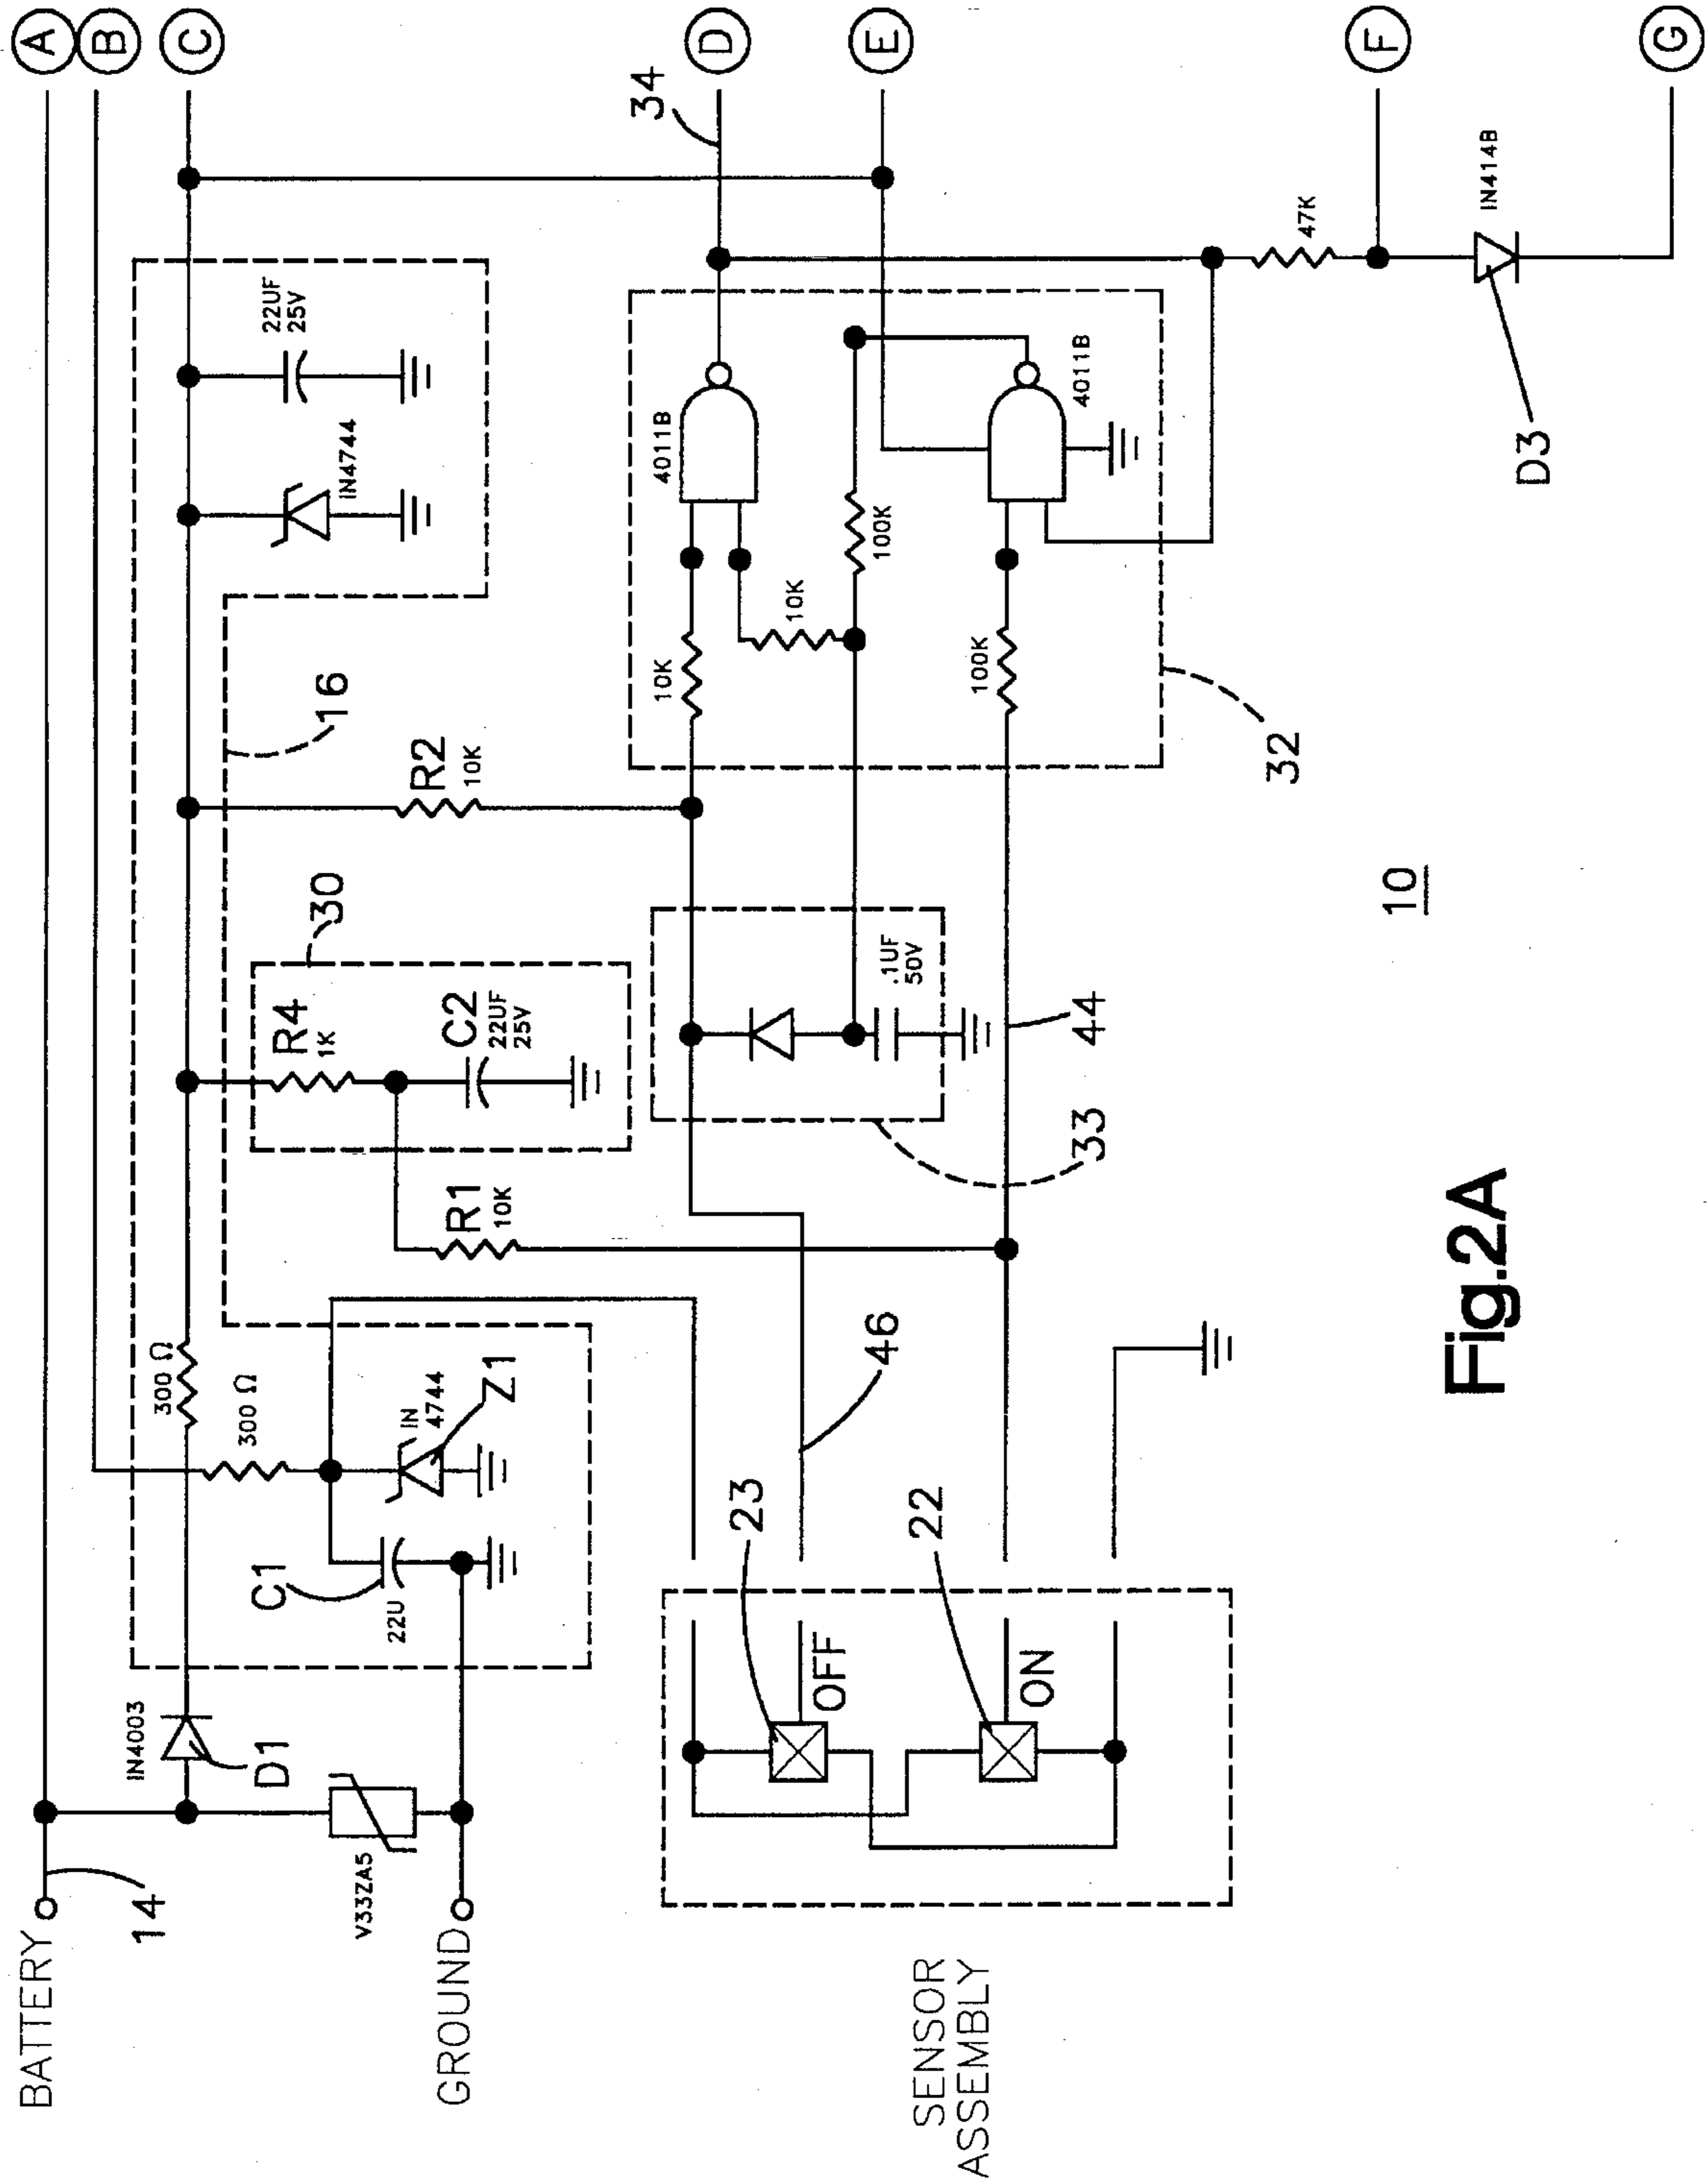 A
B
C
D
E
F
G
34
22UF
25V
IN4744
16
R2
10K
30
R4
1K
C2
22UF
25V
R1
10K
300 Ω
300 Ω
IN
4744
Z1
C1
22U
IN4003
D1
V33ZA5
BATTERY
14
GROUND
4011B
10K
10K
100K
4011B
100K
32
47K
IN414B
D3
.1UF
50V
33
44
46
23
OFF
22
ON
SENSOR
ASSEMBLY
10
Fig.2A